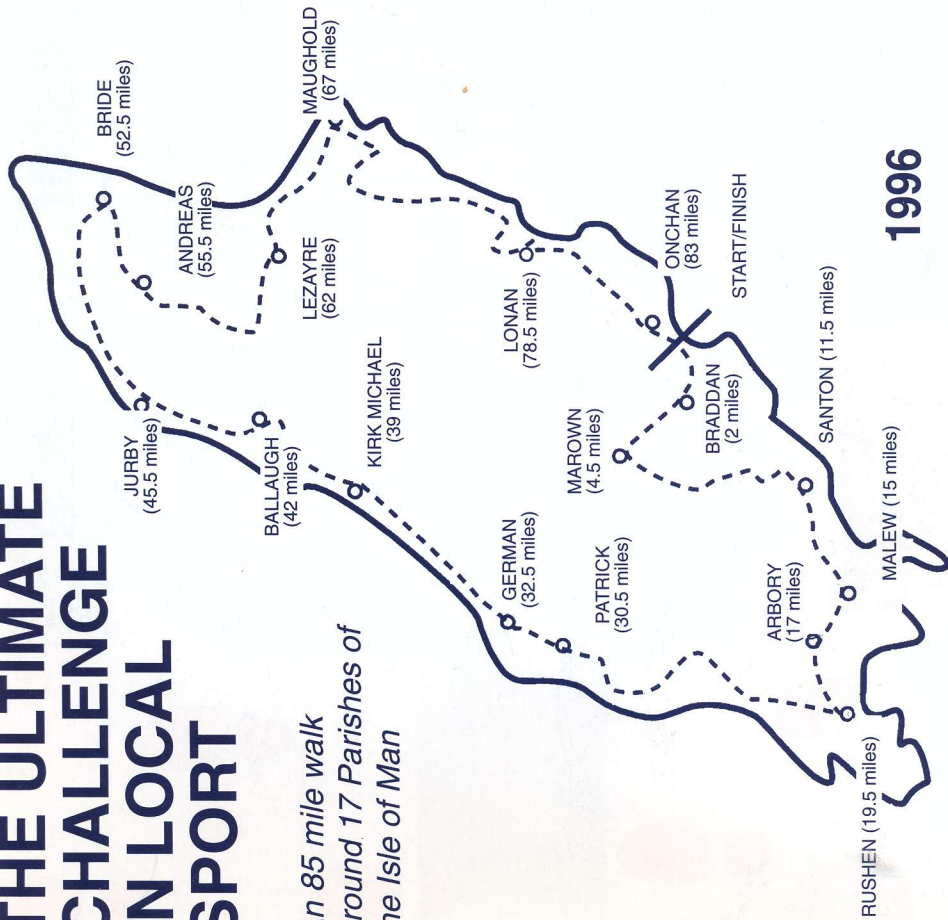 THE ULTIMATE
CHALLENGE
N LOCAL
SPORT
n 85 mile walk
round 17 Parishes of
he Isle of Man
BRIDE
(52.5 miles)
MAUGHOLD
(67 miles)
ANDREAS
(55.5 miles)
LEZAYRE
(62 miles)
JURBY
(45.5 miles)
BALLAUGH
(42 miles)
KIRK MICHAEL
(39 miles)
LONAN
(78.5 miles)
ONCHAN
(83 miles)
START/FINISH
GERMAN
(32.5 miles)
PATRICK
(30.5 miles)
MAROWN
(4.5 miles)
BRADDAN
(2 miles)
SANTON (11.5 miles)
ARBORY
(17 miles)
MALEW (15 miles)
RUSHEN (19.5 miles)
1996